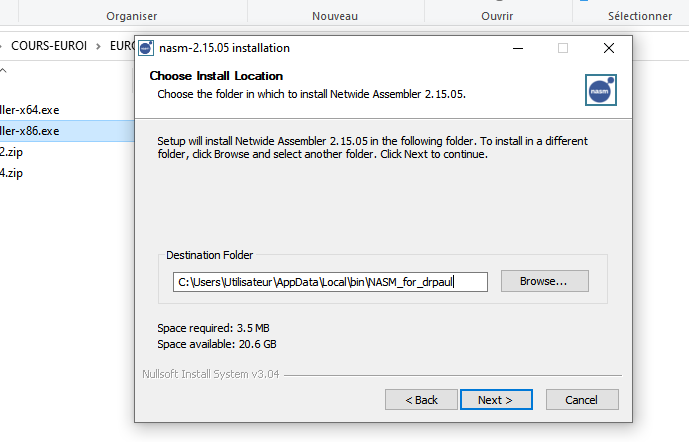 Organiser
Nouveau
Ouvrir
Sélectionner
COURS-EUROI
nasm-2.15.05 installation
Choose Install Location
Choose the folder in which to install Netwide Assembler 2.15.05.
nasm
ller-x64.exe
ller-x86.exe
2.zip
4.zip
Setup will install Netwide Assembler 2.15.05 in the following folder. To install in a different
folder, click Browse and select another folder. Click Next to continue.
Destination Folder
C:\Users\Utilisateur\AppData\Local\bin\NASM_for_drpaul
Browse...
Space required: 3.5 MB
Space available: 20.6 GB
Nullsoft Install System v3.04
< Back
Next >
Cancel